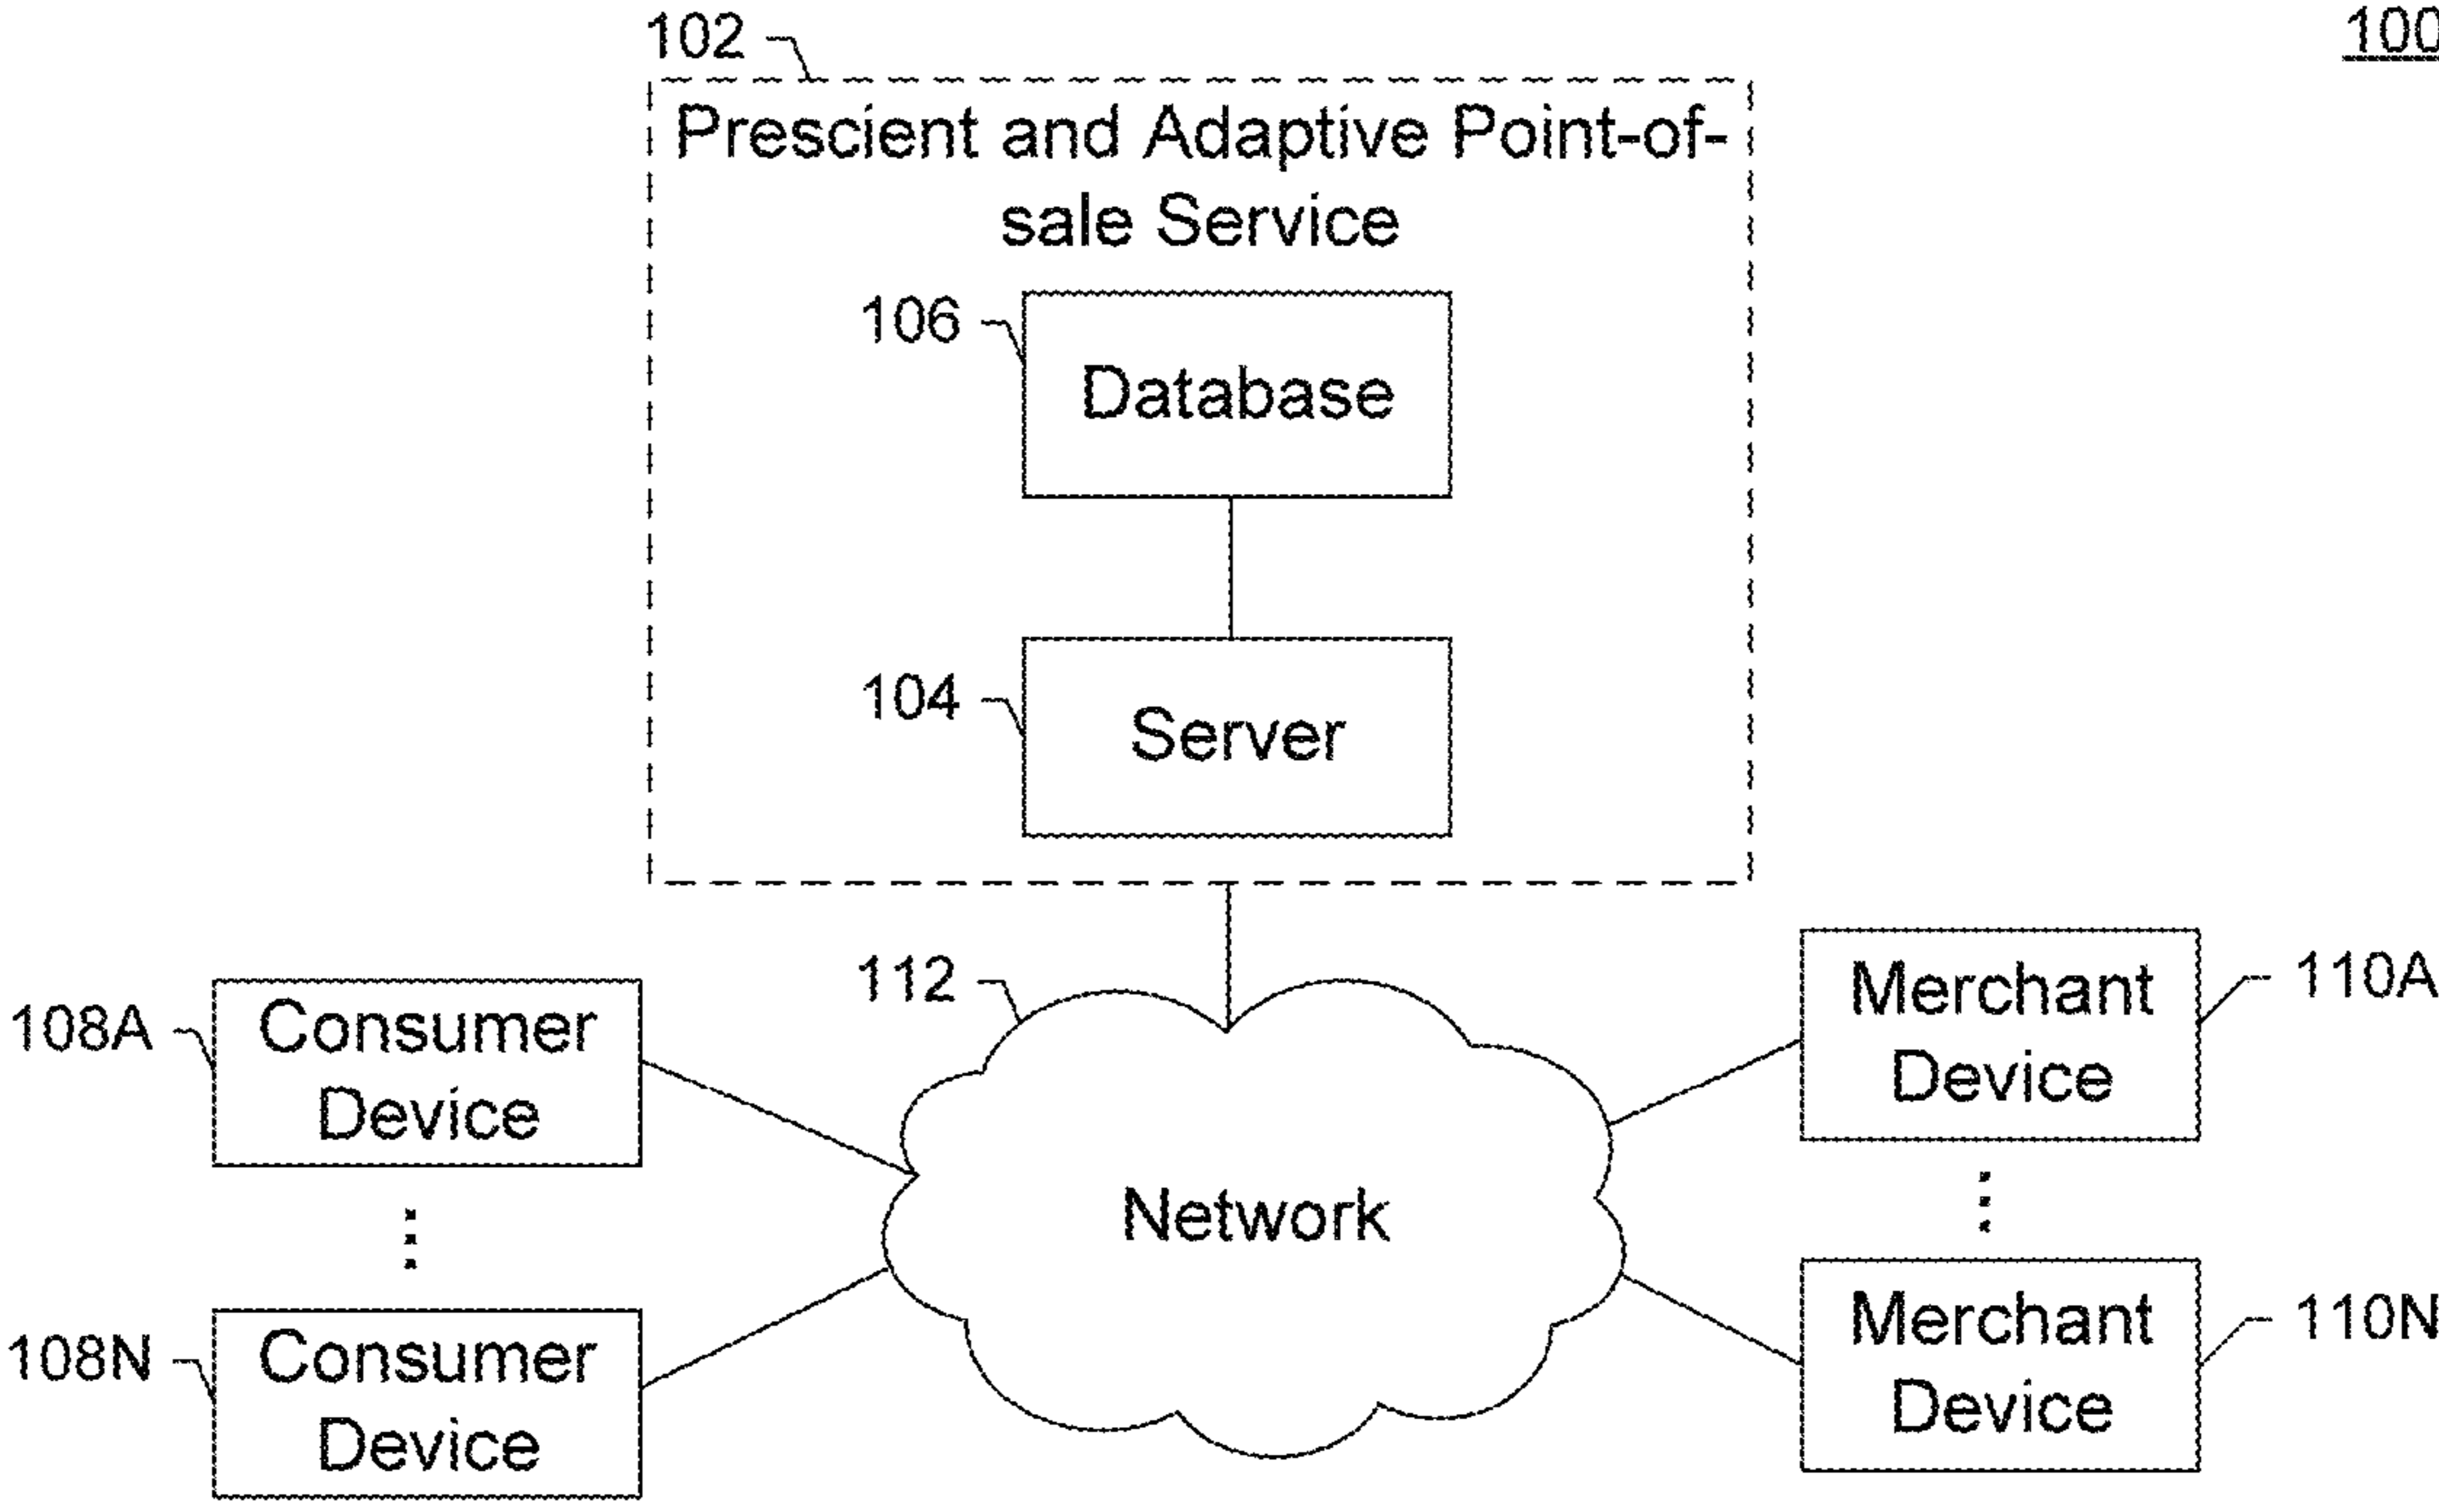 102
100
Prescient and Adaptive Point-of-
sale Service
106
Database
104
Server
112
108A
Consumer
Device
Merchant
Device
110A
Network
108N
Consumer
Device
Merchant
Device
110N